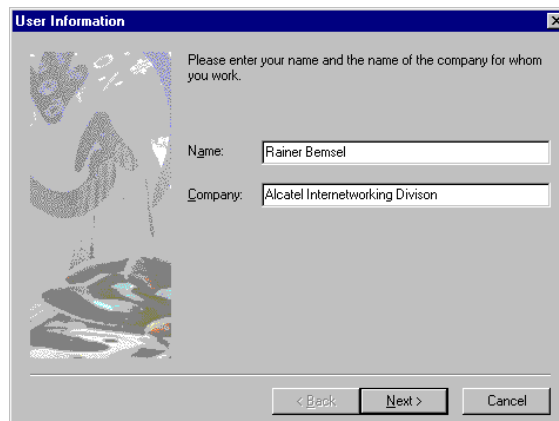 User Information
Please enter your name and the name of the company for whom
you work.
Name:
Rainer Bemsel
Company:
Alcatel Internetworking Divison
< Back
Next >
Cancel